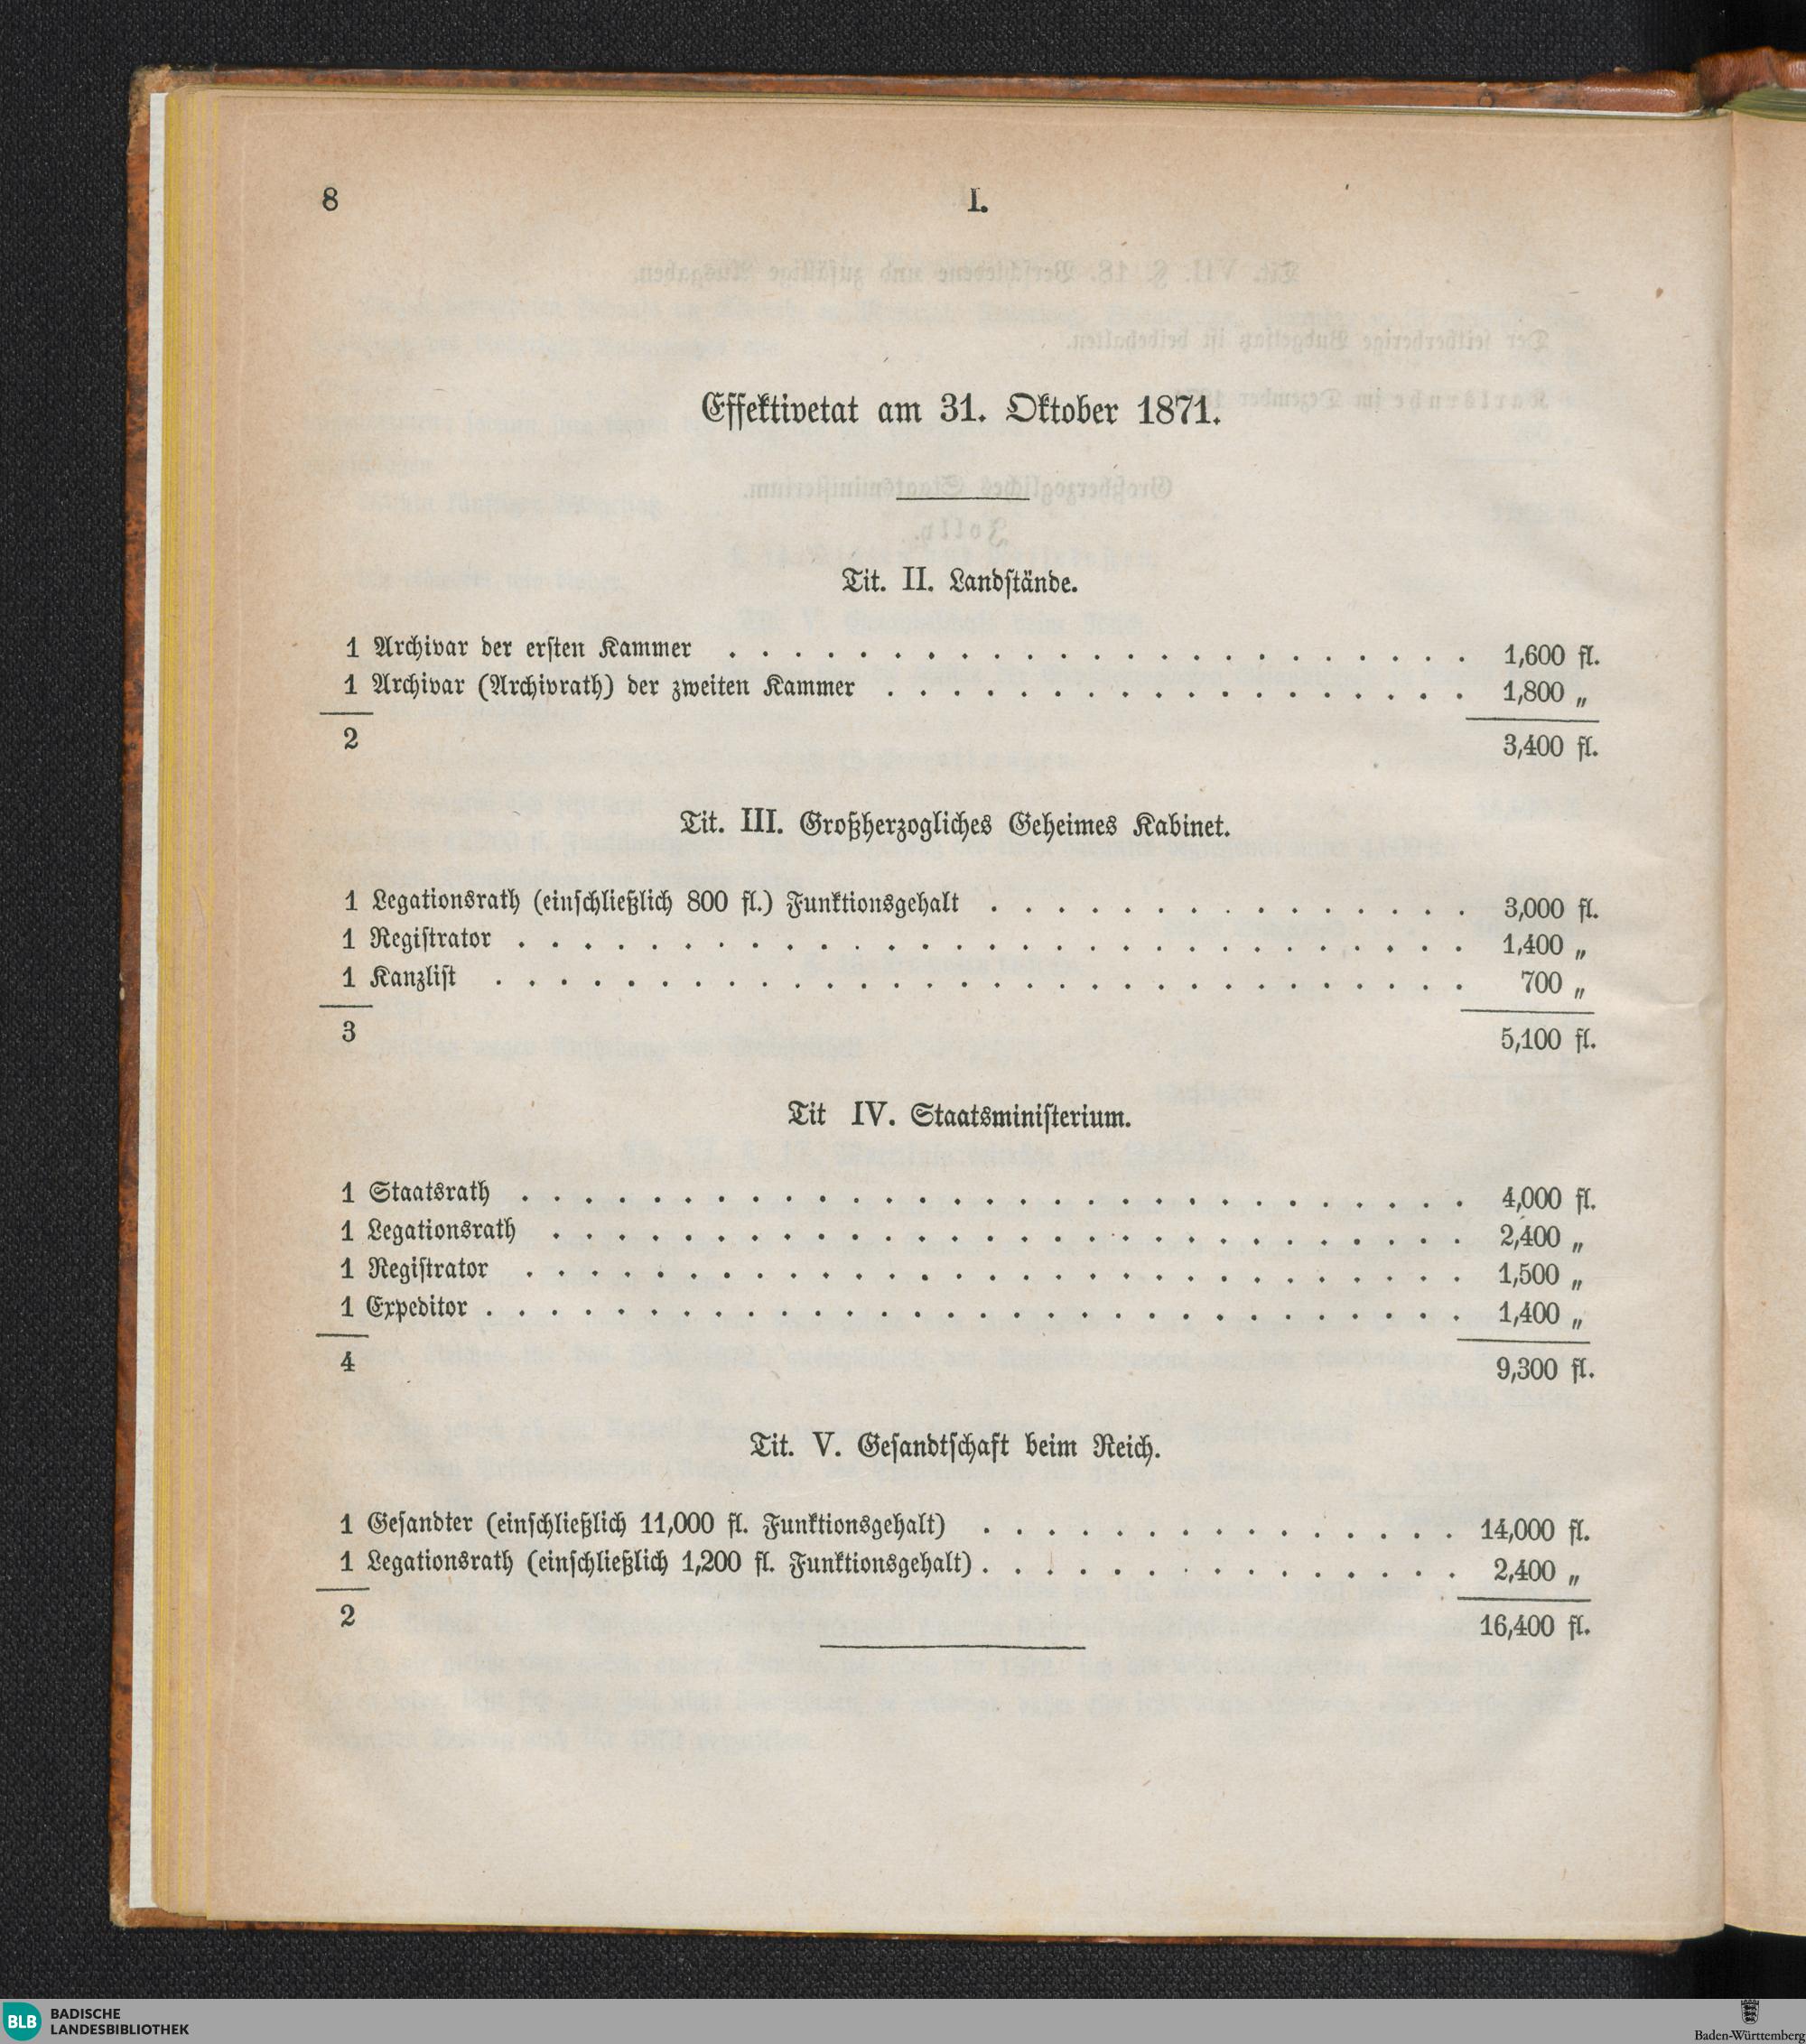 8
I.
Effektivetat am 31. Oktober 1871.
Tit. II. Landstände.
1 Archivar der ersten Kammer . . . . . . . . . . . . . . . . . . . . . . . 1,600 fl.
1 Archivar (Archivrath) der zweiten Kammer . . . . . . . . . . . . . . . . . . 1,800 „
2 3,400 fl.
Tit. III. Großherzogliches Geheimes Kabinet.
1 Legationsrath (einschließlich 800 fl.) Funktionsgehalt . . . . . . . . . . . . . . . 3,000 fl.
1 Registrator . . . . . . . . . . . . . . . . . . . . . . . . . . . . . 1,400 „
1 Kanzlist . . . . . . . . . . . . . . . . . . . . . . . . . . . . . . 700 „
3 5,100 fl.
Tit IV. Staatsministerium.
1 Staatsrath . . . . . . . . . . . . . . . . . . . . . . . . . . . . . 4,000 fl.
1 Legationsrath . . . . . . . . . . . . . . . . . . . . . . . . . . . . 2,400 „
1 Registrator . . . . . . . . . . . . . . . . . . . . . . . . . . . . . 1,500 „
1 Expeditor . . . . . . . . . . . . . . . . . . . . . . . . . . . . . . 1,400 „
4 9,300 fl.
Tit. V. Gesandtschaft beim Reich.
1 Gesandter (einschließlich 11,000 fl. Funktionsgehalt) . . . . . . . . . . . . . . . 14,000 fl.
1 Legationsrath (einschließlich 1,200 fl. Funktionsgehalt) . . . . . . . . . . . . . . . 2,400 „
2 16,400 fl.
BLB BADISCHE
LANDESBIBLIOTHEK
Baden-Württemberg